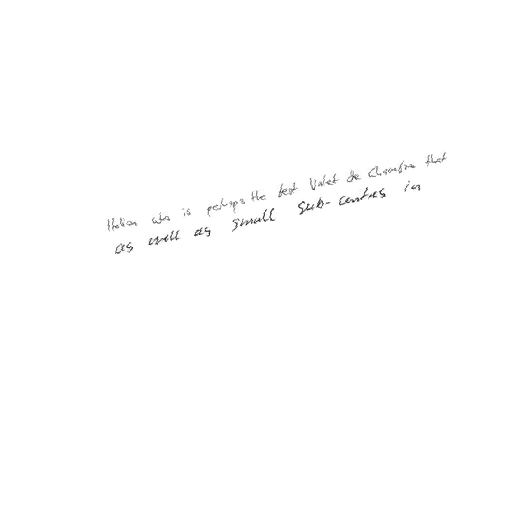 Italian who is perhaps the best Valet de Chambre that
as well as small sub-centres in